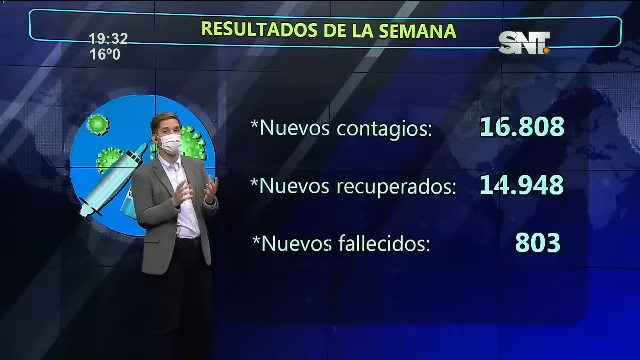 RESULTADOS DE LA SEMANA
19:32
16°0
SNT
*Nuevos contagios: 16.808
*Nuevos recuperados: 14.948
*Nuevos fallecidos: 803